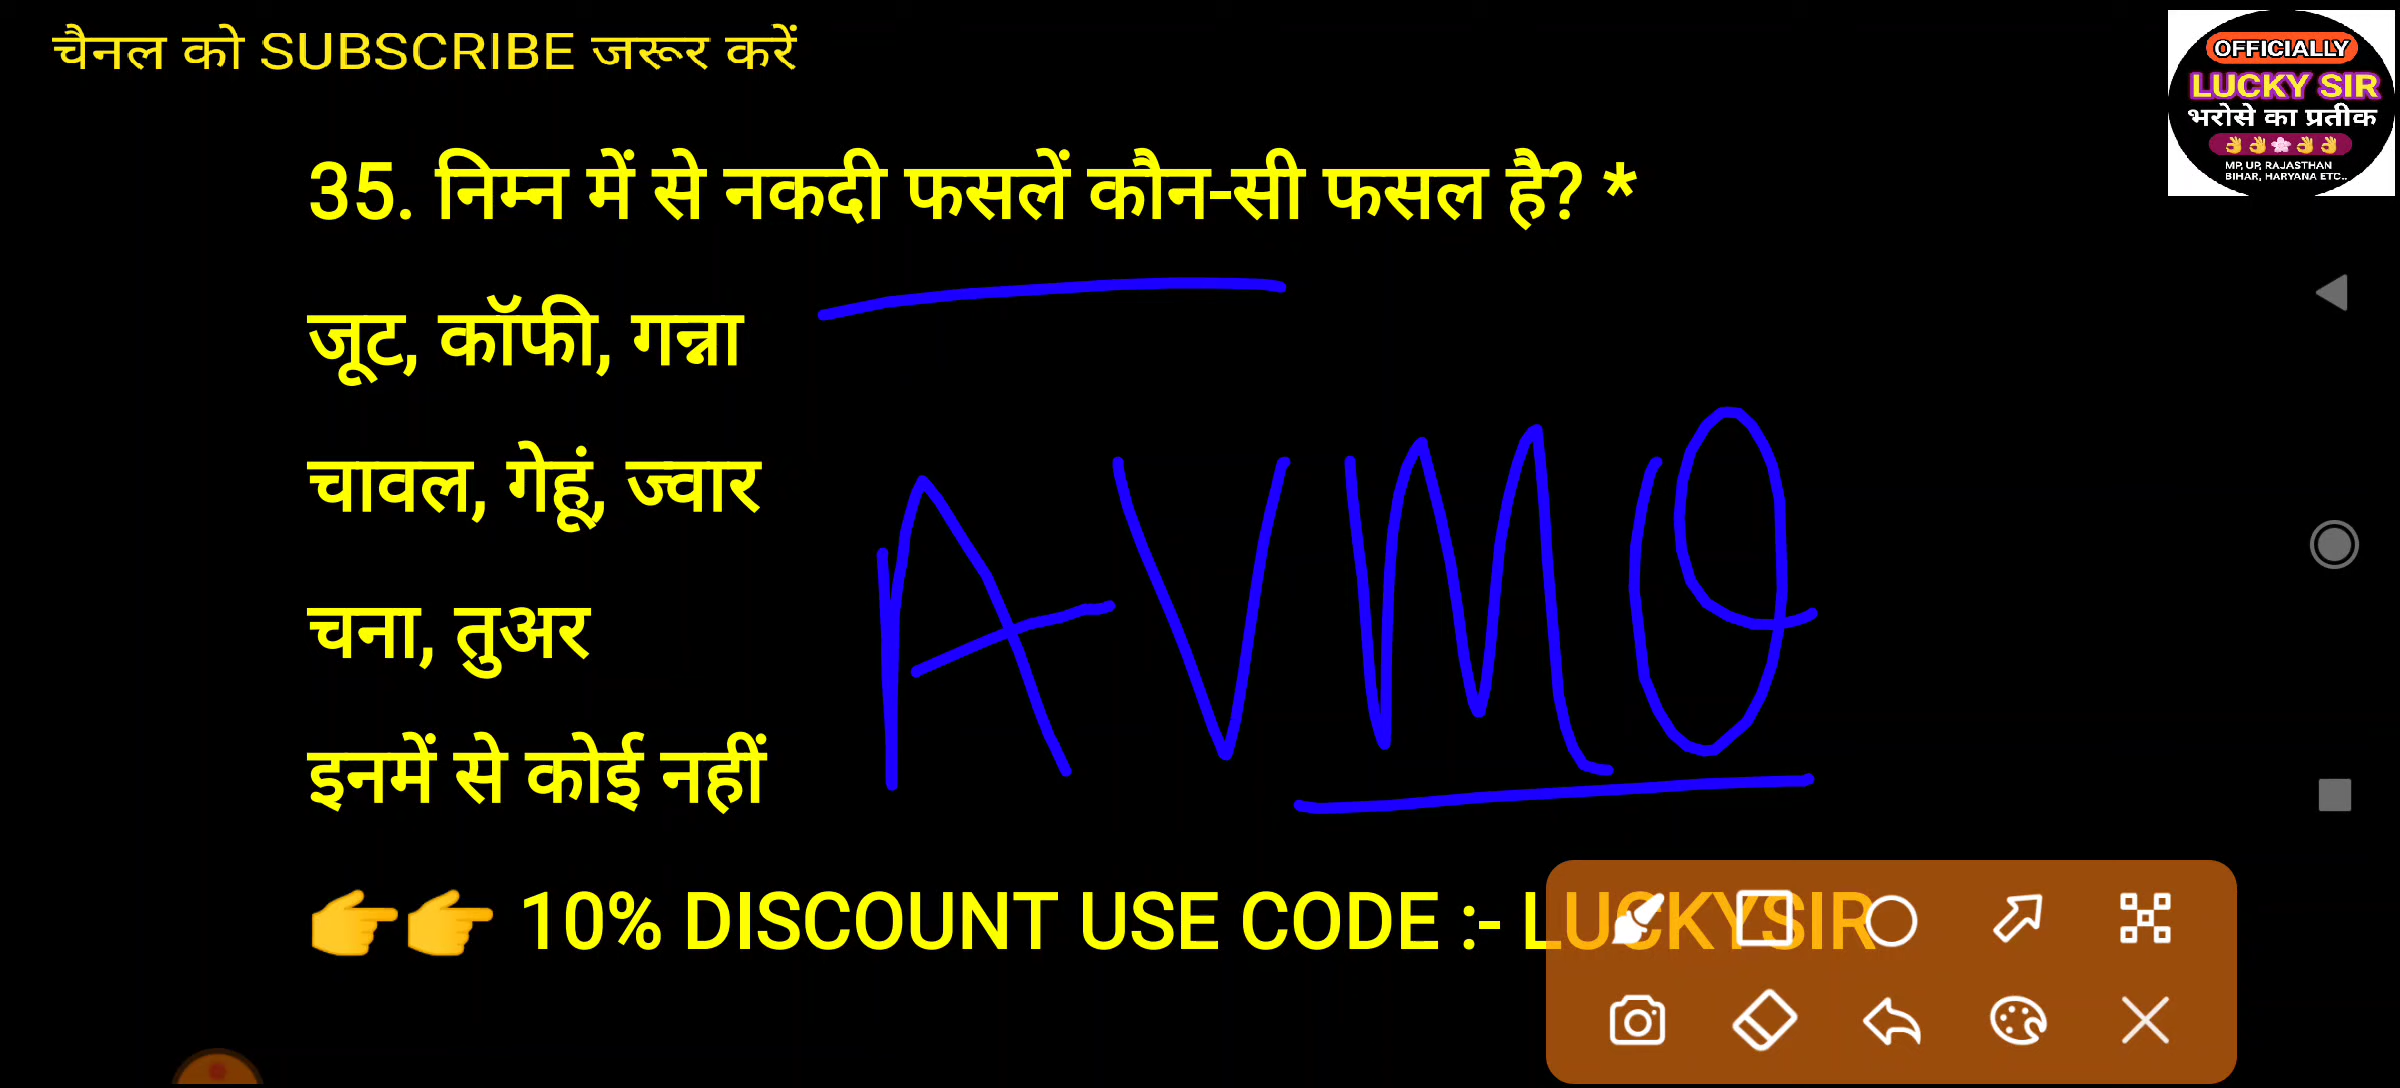 चैनल को SUBSCRIBE जरूर करें
OFFICIALLY
LUCKY SIR
भरोसे का प्रतीक
MP, UP, RAJASTHAN
BIHAR, HARYANA ETC..
35. निम्न में से नकदी फसलें कौन-सी फसल है? *
जूट, कॉफी, गन्ना
चावल, गेहूं, ज्वार
चना, तुअर
इनमें से कोई नहीं
AVMO
👉👉 10% DISCOUNT USE CODE :- LUCKYSIR